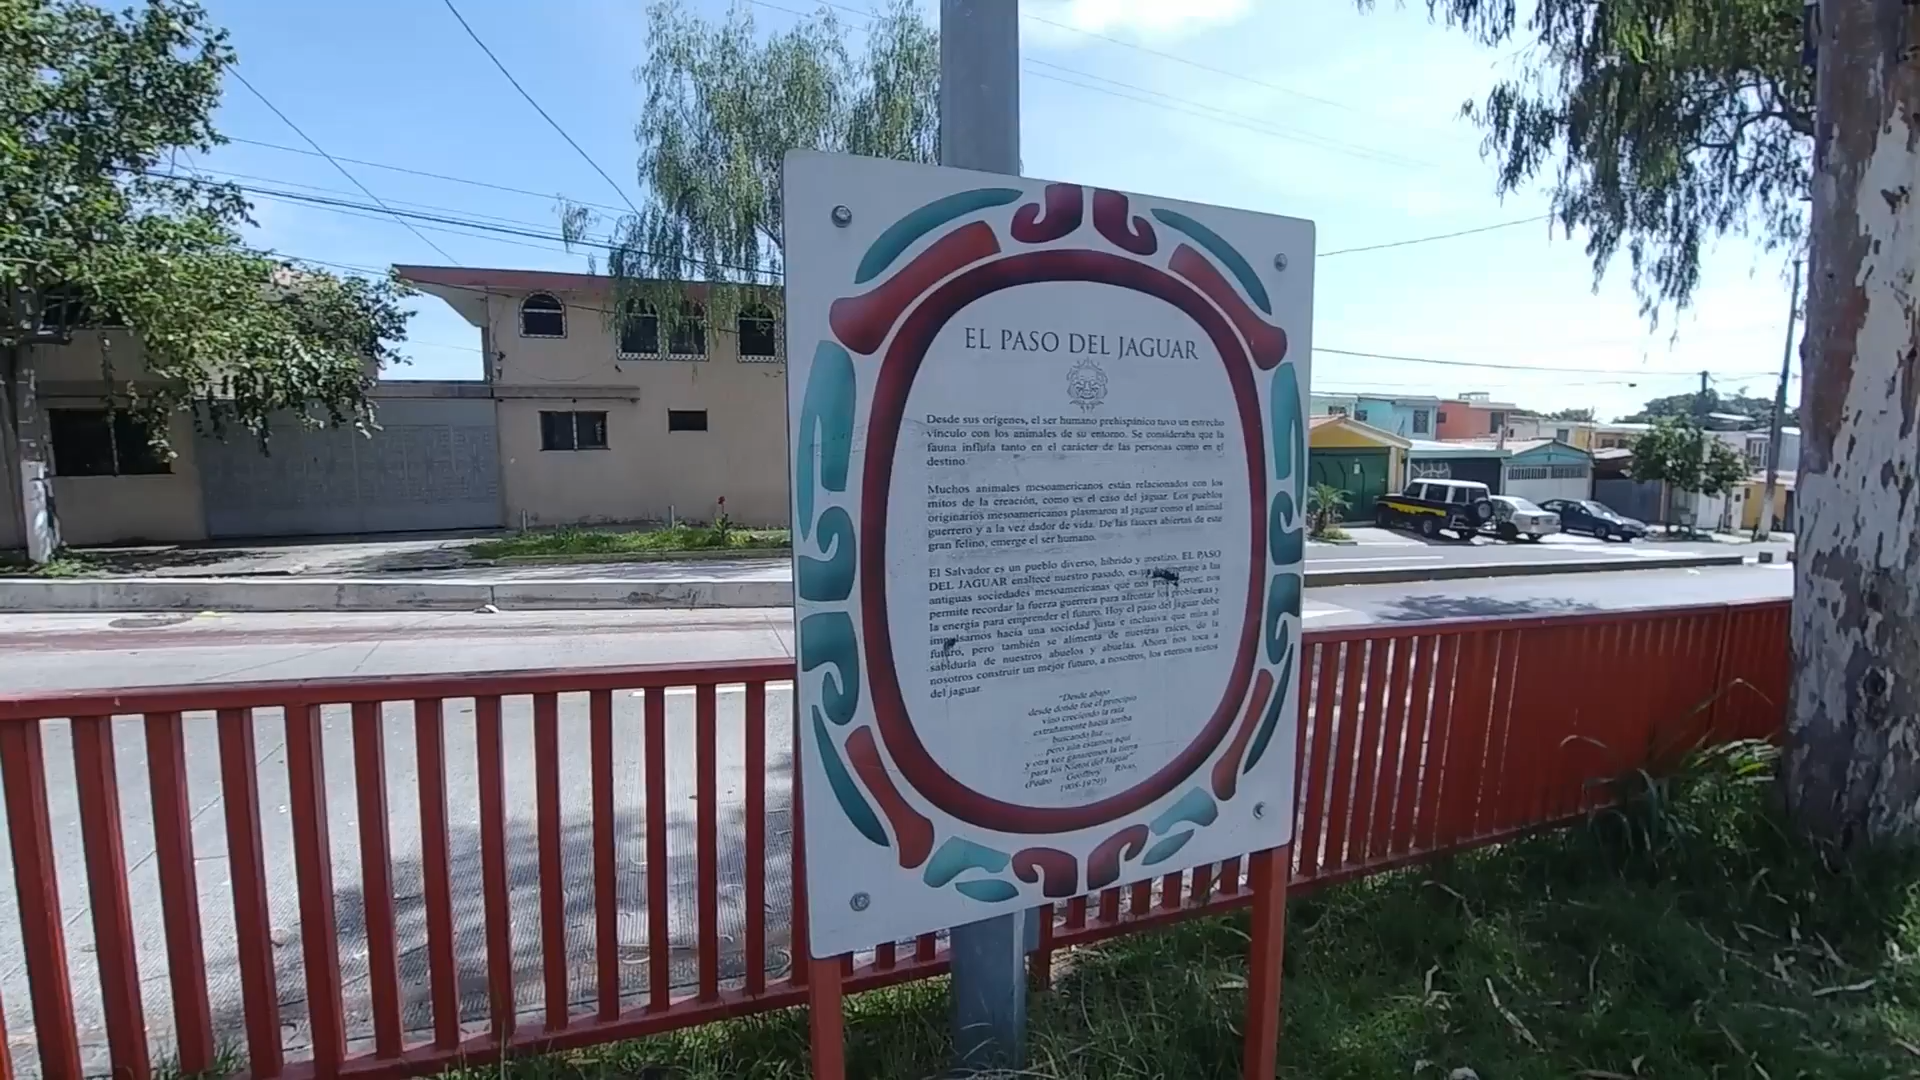 EL PASO DEL JAGUAR
Desde sus orígenes, el ser humano prehispánico tuvo un estrecho
vínculo con los animales de su entorno. Se consideraba que la
fauna influía tanto en el carácter de las personas como en el
destino.
Muchos animales mesoamericanos están relacionados con los
mitos de la creación, como es el caso del jaguar. Los pueblos
originarios mesoamericanos plasmaron al jaguar como el animal
guerrero y a la vez dador de vida. De las fauces abiertas de este
gran felino, emerge el ser humano.
El Salvador es un pueblo diverso, híbrido y mestizo. EL PASO
DEL JAGUAR enaltece nuestro pasado, es a las
antiguas sociedades mesoamericanas que nos nos
permite recordar la fuerza guerrera para afrontar los problemas y
la energía para emprender el futuro. Hoy el paso del jaguar debe
impulsarnos hacia una sociedad justa e inclusiva que mira al
futuro, pero también se alimenta de nuestras raíces, de la
sabiduría de nuestros abuelos y abuelas. Ahora nos toca a
nosotros construir un mejor futuro, a nosotros, los eternos nietos
del jaguar.
"Desde abajo
desde donde fue el principio
vino creciendo la raíz
extrañamente hacia arriba
buscando luz ...
... pero aún estamos aquí
y otra vez ganaremos la tierra
para los Nietos del Jaguar"
(Pedro Geoffroy Rivas,
1908-1979)